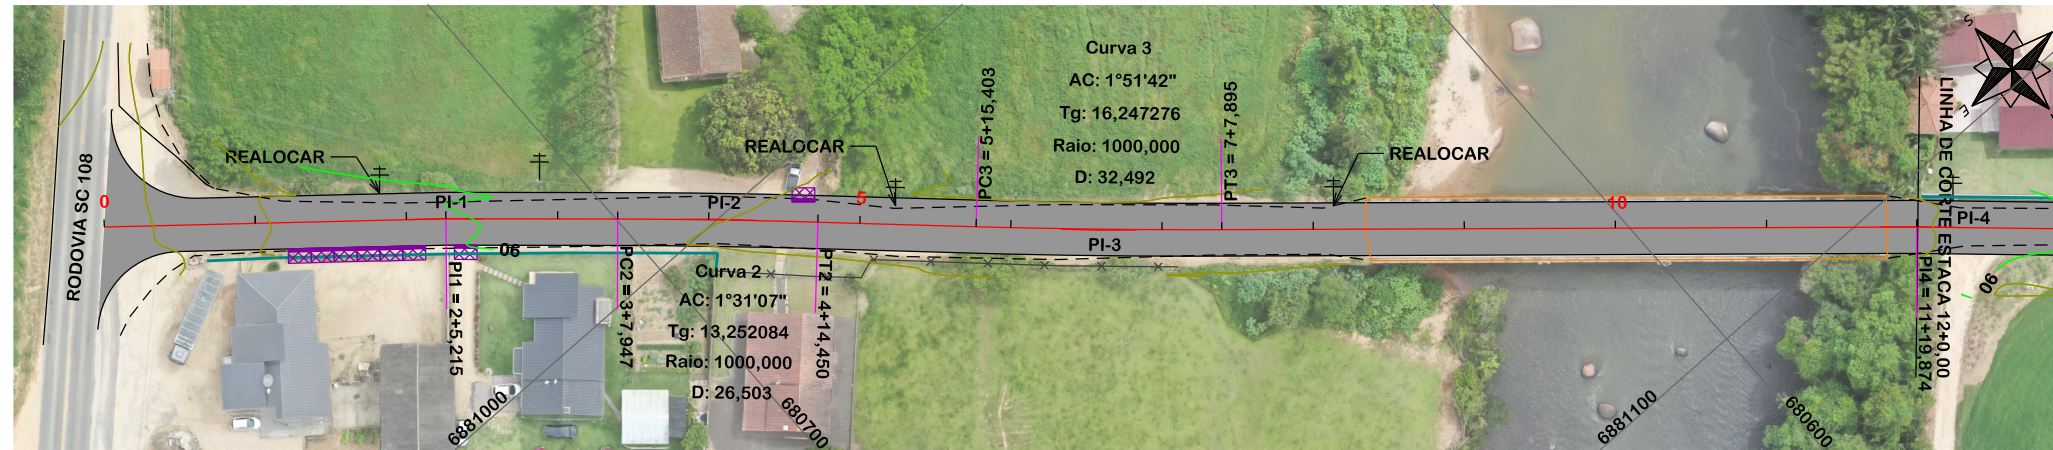 Curva 3
AC: 1°51'42"
Tg: 16,247276
Raio: 1000,000
D: 32,492
S
E
REALOCAR
REALOCAR
REALOCAR
PC3 = 5+15,403
PT3 = 7+7,895
LINHA DE CORTE ESTACA 12+0,00
RODOVIA SC 108
0
PI-1
PI-2
5
10
PI-3
PI-4
90
90
PI1 = 2+5,215
PC2 = 3+7,947
Curva 2
AC: 1°31'07"
Tg: 13,252084
Raio: 1000,000
D: 26,503
PT2 = 4+14,450
PI4 = 11+19,874
6881000
680700
6881100
680600